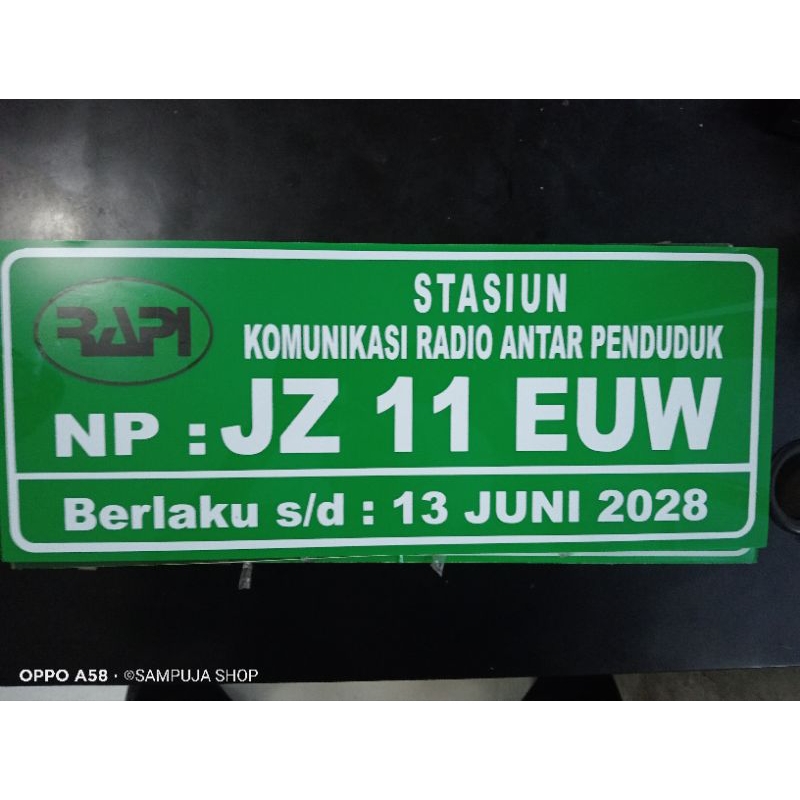 RAPI
STASIUN
KOMUNIKASI RADIO ANTAR PENDUDUK
NP : JZ 11 EUW
Berlaku s/d : 13 JUNI 2028
OPPO A58 · ©SAMPUJA SHOP